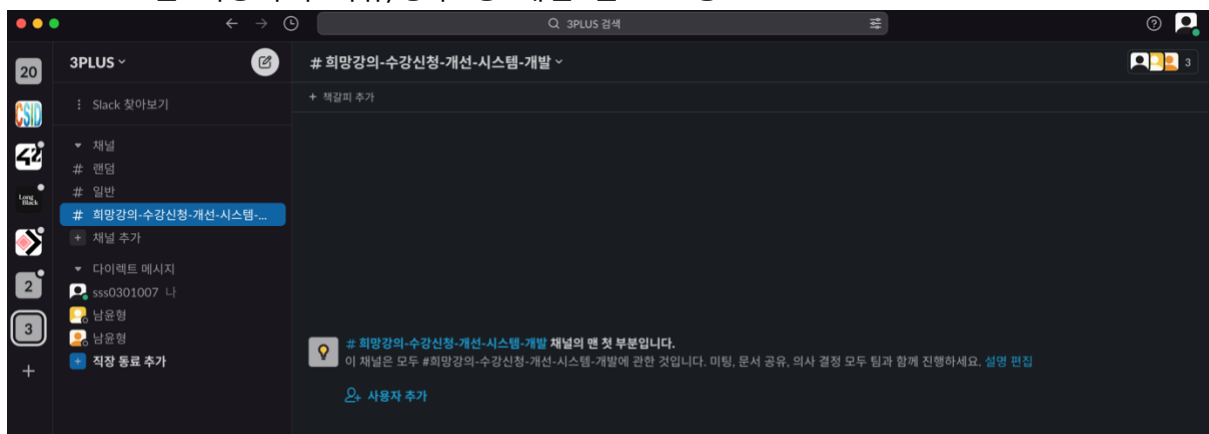 3PLUS 검색
20
CSID
42
Long
Black
2
3
3PLUS
Slack 찾아보기
채널
# 랜덤
# 일반
# 희망강의-수강신청-개선-시스템-...
+ 채널 추가
다이렉트 메시지
sss0301007 나
남윤형
남윤형
+ 직장 동료 추가
+
# 희망강의-수강신청-개선-시스템-개발
3
+ 책갈피 추가
# 희망강의-수강신청-개선-시스템-개발 채널의 맨 첫 부분입니다.
이 채널은 모두 #희망강의-수강신청-개선-시스템-개발에 관한 것입니다. 미팅, 문서 공유, 의사 결정 모두 팀과 함께 진행하세요. 설명 편집
사용자 추가